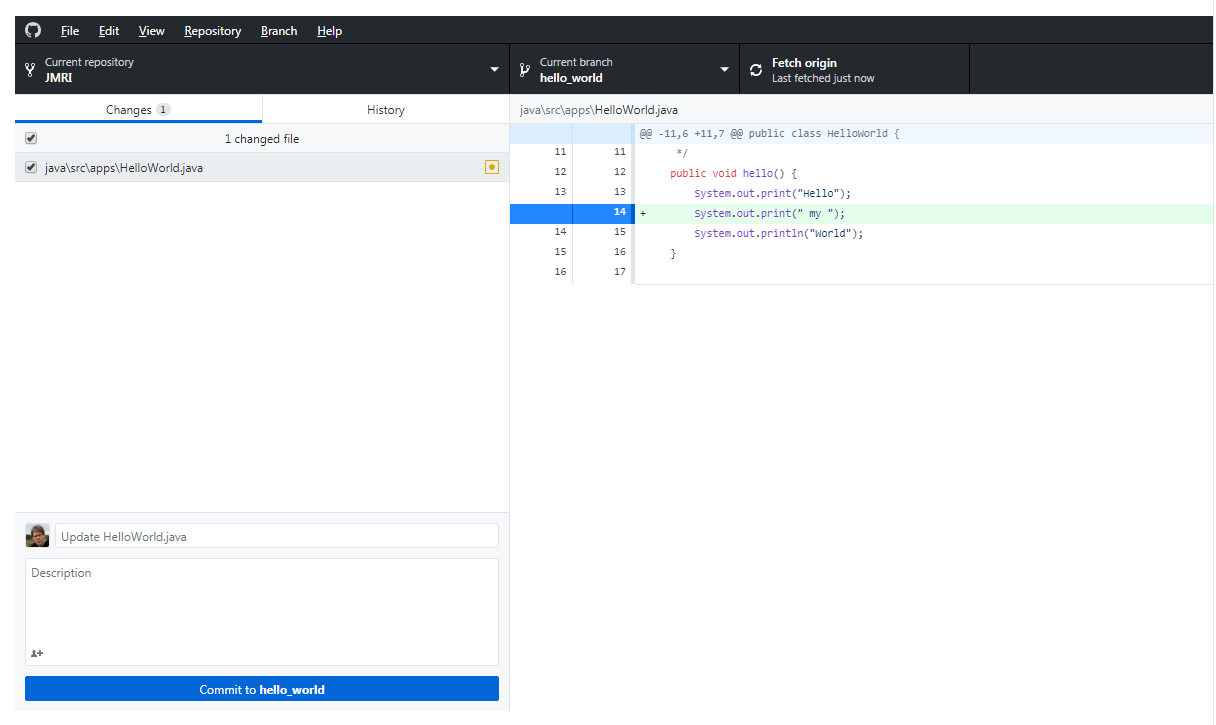 File Edit View Repository Branch Help
Current repository
JMRI
Current branch
hello_world
Fetch origin
Last fetched just now
Changes 1
History
1 changed file
java\src\apps\HelloWorld.java
java\src\apps\HelloWorld.java
@@ -11,6 +11,7 @@ public class HelloWorld {
11 11 */
12 12 public void hello() {
13 13 System.out.print("Hello");
14 + System.out.print(" my ");
14 15 System.out.println("World");
15 16 }
16 17
Update HelloWorld.java
Description
Commit to hello_world